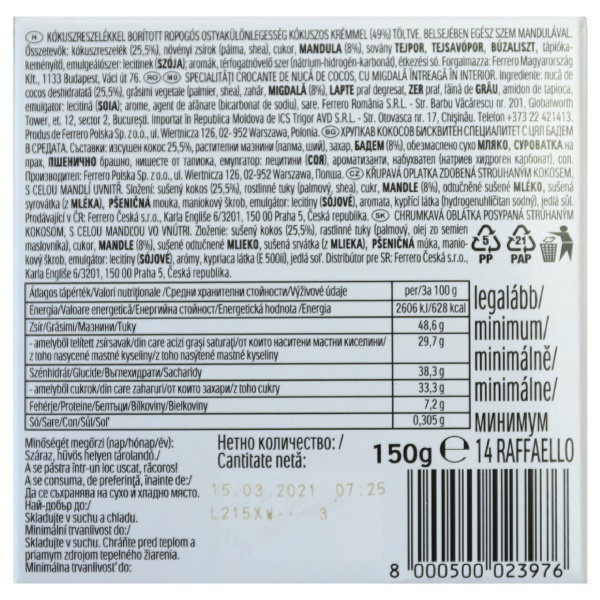 (H) KÓKUSZRESZELÉKKEL BORÍTOTT ROPOGÓS OSTYAKÜLÖNLEGESSÉG KÓKUSZOS KRÉMMEL (49%) TÖLTVE, BELSEJÉBEN EGÉSZ SZEM MANDULÁVAL.
Összetevők: kókuszreszelék (25,5%), növényi zsírok (pálma, shea), cukor, MANDULA (8%), sovány TEJPOR, TEJSAVÓPOR, BÚZALISZT, tápióka-
keményítő, emulgeálószer: lecitinek (SZÓJA); aromák, térfogatnövelő szer (nátrium-hidrogén-karbonát), étkezési só. Forgalmazza: Ferrero Magyarország
Kft., 1133 Budapest, Váci út 76. (RO) (MD) SPECIALITĂȚI CROCANTE DE NUCĂ DE COCOS, CU MIGDALĂ ÎNTREAGĂ ÎN INTERIOR. Ingrediente: nucă de
cocos deshidratată (25,5%), grăsimi vegetale (palmier, shea), zahăr, MIGDALĂ (8%), LAPTE praf degresat, ZER praf, făină de GRÂU, amidon de tapioca,
emulgator: lecitină (SOIA); arome, agent de afânare (bicarbonat de sodiu), sare. Ferrero România S.R.L. - Str. Barbu Văcărescu nr. 201, Globalworth
Tower, et. 12, sector 2, București. Importat în Republica Moldova de ICS Trigor AVD S.R.L. - Str. Otovasca nr. 17, Chișinău. Telefon +373 22 421413.
Produs de Ferrero Polska Sp. z o.o., ul. Wiertnicza 126, 02-952 Warszawa, Polonia. (BG) ХРУПКАВ КОКОСОВ БИСКВИТЕН СПЕЦИАЛИТЕТ С ЦЯЛ БАДЕМ
В СРЕДАТА. Съставки: изсушен кокос 25,5%, растителни мазнини (палма, ший), захар, БАДЕМ (8%), обезмаслено сухо МЛЯКО, СУРОВАТКА на
прах, ПШЕНИЧНО брашно, нишесте от тапиока, емулгатор: лецитини (СОЯ), ароматизанти, набухвател (натриев хидроген карбонат), сол.
Производител: Ferrero Polska Sp. z o.o., ul. Wiertnicza 126, 02-952 Warszawa, Полша. (CZ) KŘUPAVÁ OPLATKA ZDOBENÁ STROUHANÝM KOKOSEM,
S CELOU MANDLÍ UVNITŘ. Složení: sušený kokos (25,5%), rostlinné tuky (palmový, shea), cukr, MANDLE (8%), odtučněné sušené MLÉKO, sušená
syrovátka (z MLÉKA), PŠENIČNÁ mouka, maniokový škrob, emulgátor: lecitiny (SÓJOVÉ), aromata, kypřící látka (hydrogenuhličitan sodný), jedlá sůl.
Prodávající v ČR: Ferrero Česká s.r.o., Karla Engliše 6/3201, 150 00 Praha 5, Česká republika. (SK) CHRUMKAVÁ OBLÁTKA POSYPANÁ STRÚHANÝM
KOKOSOM, S CELOU MANDĽOU VO VNÚTRI. Zloženie: sušený kokos (25,5%), rastlinné tuky (palmový, olej zo semien
maslovníka), cukor, MANDLE (8%), sušené odtučnené MLIEKO, sušená srvátka (z MLIEKA), PŠENIČNÁ múka, manio-
kový škrob, emulgátor: lecitíny (SÓJOVÉ), arómy, kypriaca látka (E 500ii), jedlá soľ. Distribútor pre SR: Ferrero Česká s.r.o.,
Karla Engliše 6/3201, 150 00 Praha 5, Česká republika.
5 PP 21 PAP
Átlagos tápérték/Valori nutriționale/Средни хранителни стойности/Výživové údaje per/За 100 g
Energia/Valoare energetică/Енергийна стойност/Energetická hodnota /Energia 2606 kJ/628 kcal
Zsír/Grăsimi/Мазнини/Tuky 48,6 g
- amelyből telített zsírsavak/din care acizi grași saturați/от които наситени мастни киселини/ 29,7 g
z toho nasycené mastné kyseliny/z toho nasýtené mastné kyseliny
Szénhidrát/Glucide/Въглехидрати/Sacharidy 38,3 g
- amelyből cukrok/din care zaharuri/от които захари/z toho cukry 33,3 g
Fehérje/Proteine/Белтъци/Bílkoviny/Bielkoviny 7,2 g
Só/Sare/Сол/Sůl/Soľ 0,305 g
legalább/
minimum/
minimálně/
minimálne/
минимум
14 RAFFAELLO
Minőségét megőrzi (nap/hónap/év):
Száraz, hűvös helyen tárolandó./
A se păstra într-un loc uscat, răcoros!
A se consuma, de preferință, înainte de:/
Да се съхранява на сухо и хладно място.
Най-добър до:/
Skladujte v suchu a chladu.
Minimální trvanlivost do:/
Skladujte v suchu. Chráňte pred teplom a
priamym zdrojom tepelného žiarenia.
Minimálna trvanlivosť do:
Нетно количество: /
Cantitate netă:
150g e
15.03.2021 07:25
L215XW-- 3
8 000500 023976